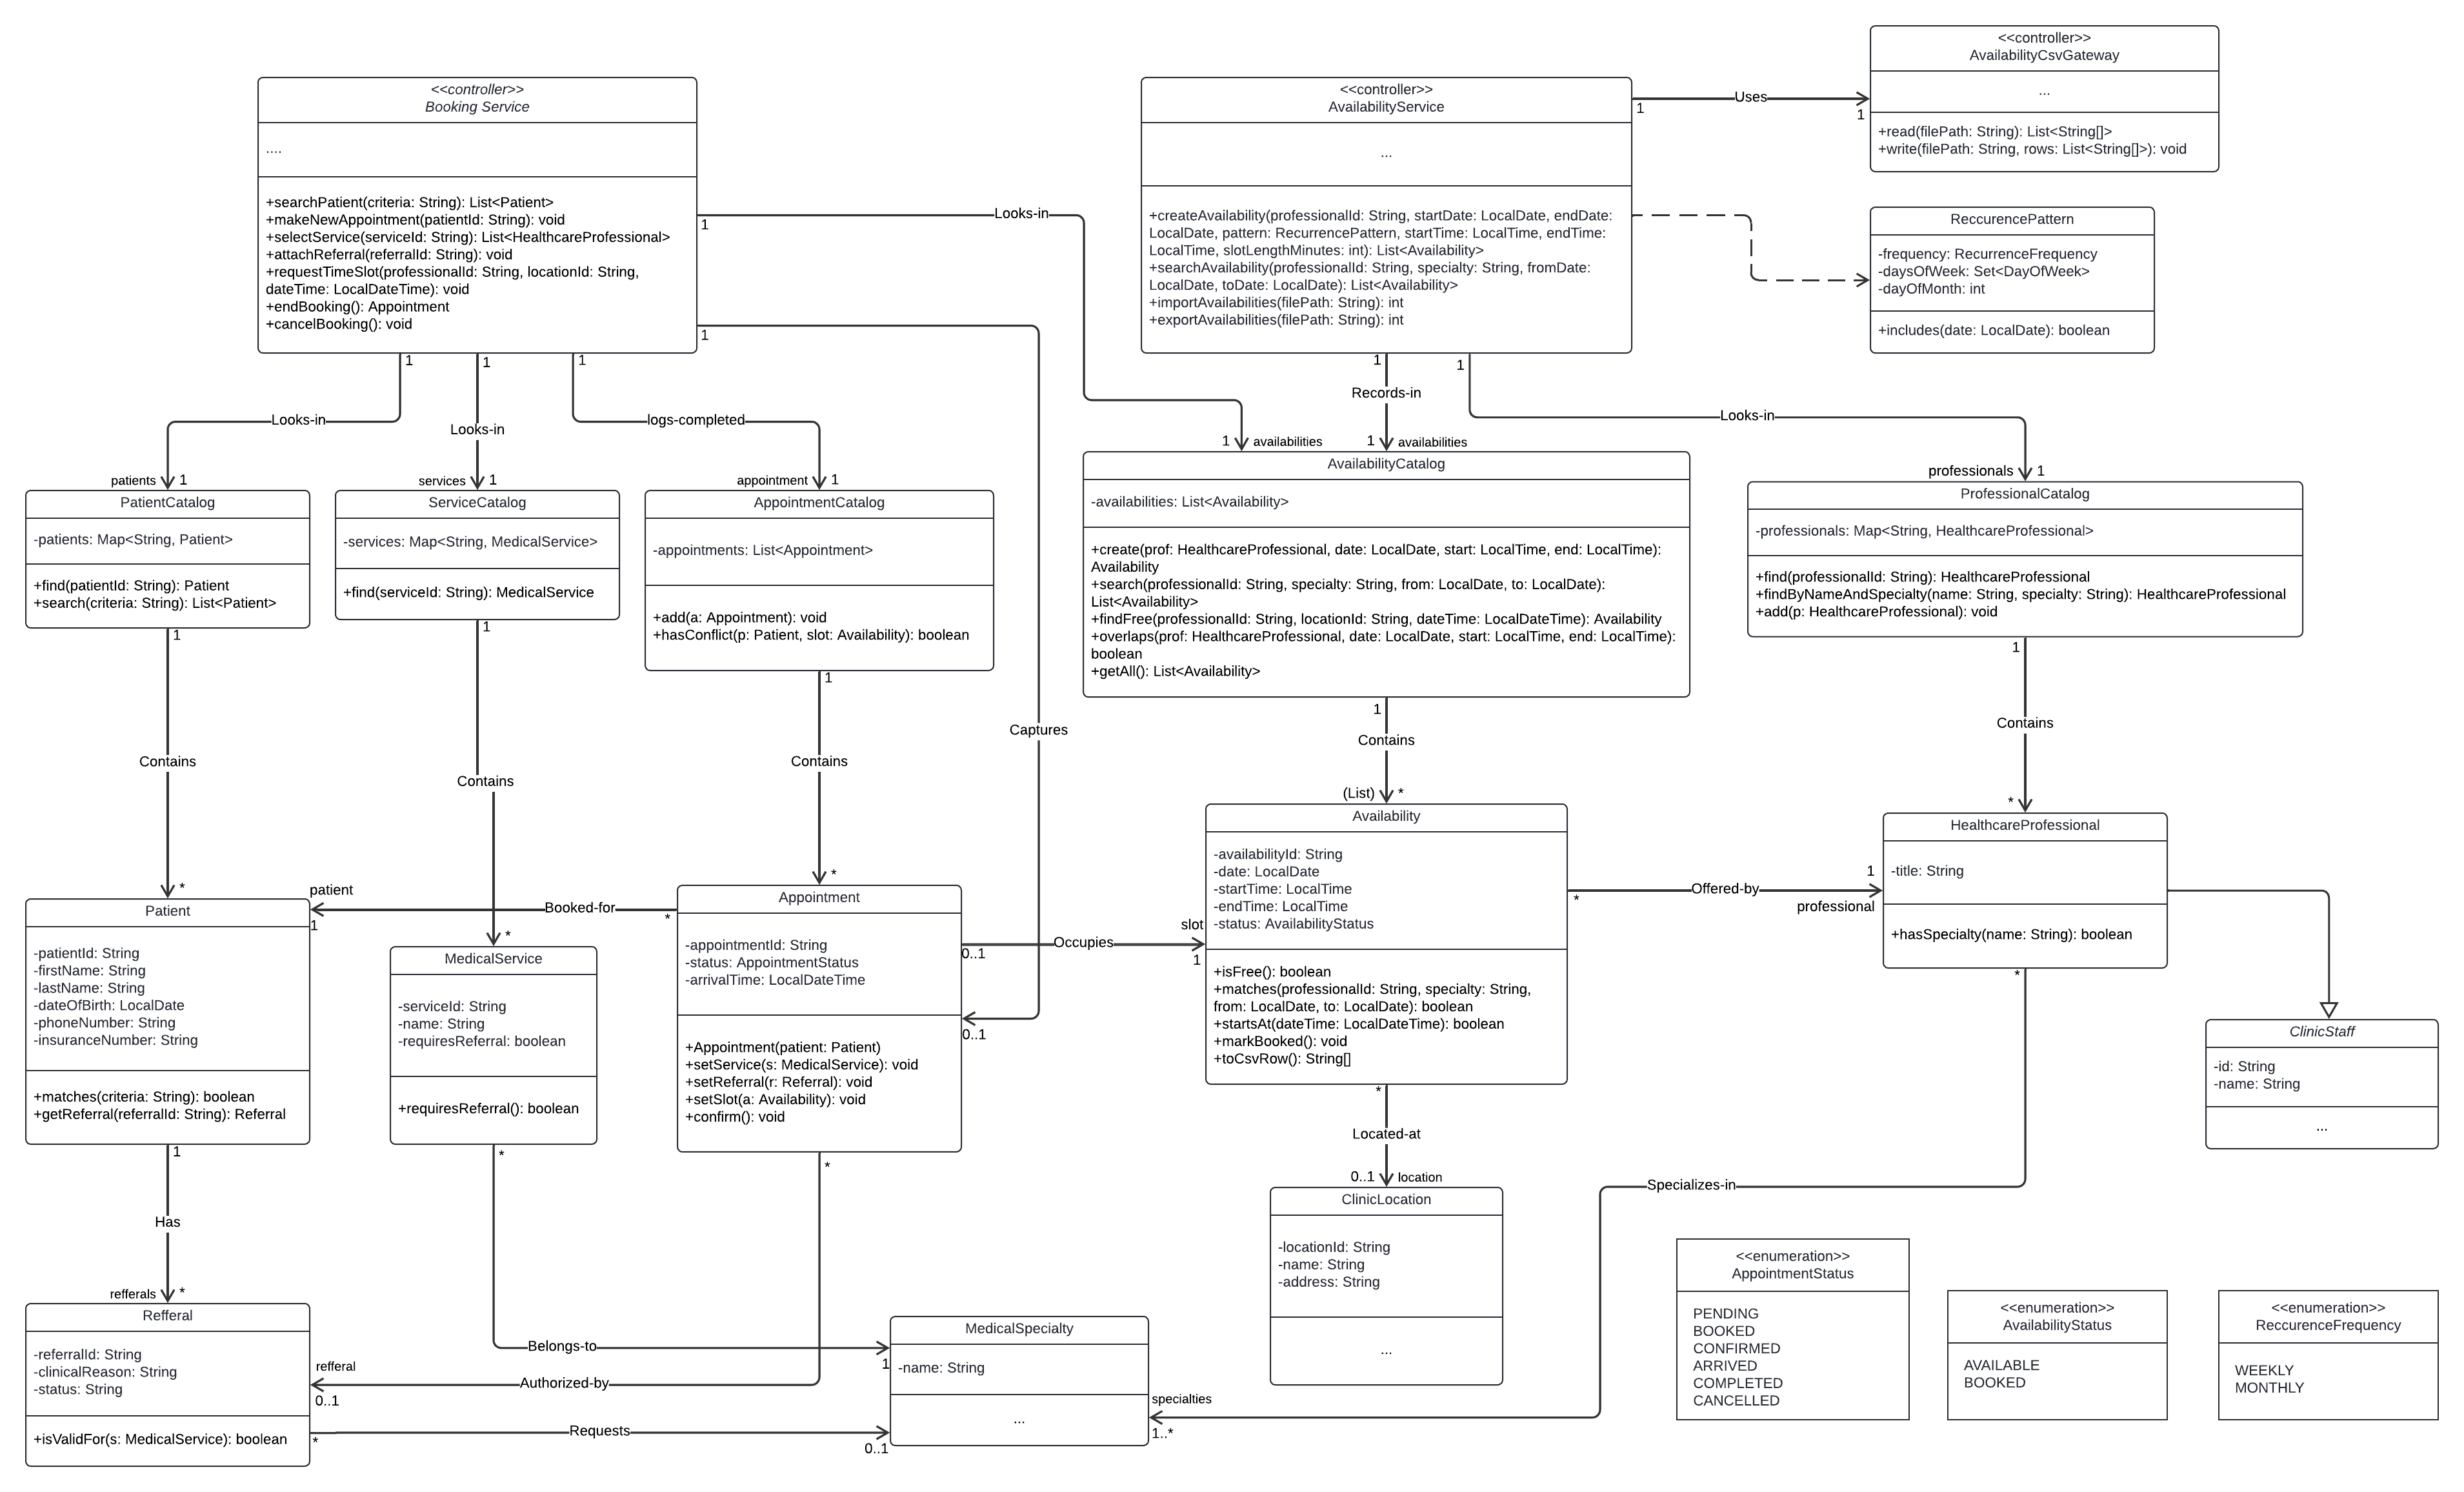 <<controller>>
Booking Service
....
+searchPatient(criteria: String): List<Patient>
+makeNewAppointment(patientId: String): void
+selectService(serviceId: String): List<HealthcareProfessional>
+attachReferral(referralId: String): void
+requestTimeSlot(professionalId: String, locationId: String,
dateTime: LocalDateTime): void
+endBooking(): Appointment
+cancelBooking(): void
<<controller>>
AvailabilityService
...
+createAvailability(professionalId: String, startDate: LocalDate, endDate:
LocalDate, pattern: RecurrencePattern, startTime: LocalTime, endTime:
LocalTime, slotLengthMinutes: int): List<Availability>
+searchAvailability(professionalId: String, specialty: String, fromDate:
LocalDate, toDate: LocalDate): List<Availability>
+importAvailabilities(filePath: String): int
+exportAvailabilities(filePath: String): int
1
Uses
1
<<controller>>
AvailabilityCsvGateway
...
+read(filePath: String): List<String[]>
+write(filePath: String, rows: List<String[]>): void
ReccurencePattern
-frequency: RecurrenceFrequency
-daysOfWeek: Set<DayOfWeek>
-dayOfMonth: int
+includes(date: LocalDate): boolean
1
Looks-in
1 availabilities
1
Captures
0..1
1
Looks-in
patients 1
1
Looks-in
services 1
1
logs-completed
appointment 1
1
Records-in
1 availabilities
1
Looks-in
professionals 1
PatientCatalog
-patients: Map<String, Patient>
+find(patientId: String): Patient
+search(criteria: String): List<Patient>
ServiceCatalog
-services: Map<String, MedicalService>
+find(serviceId: String): MedicalService
AppointmentCatalog
-appointments: List<Appointment>
+add(a: Appointment): void
+hasConflict(p: Patient, slot: Availability): boolean
AvailabilityCatalog
-availabilities: List<Availability>
+create(prof: HealthcareProfessional, date: LocalDate, start: LocalTime, end: LocalTime):
Availability
+search(professionalId: String, specialty: String, from: LocalDate, to: LocalDate):
List<Availability>
+findFree(professionalId: String, locationId: String, dateTime: LocalDateTime): Availability
+overlaps(prof: HealthcareProfessional, date: LocalDate, start: LocalTime, end: LocalTime):
boolean
+getAll(): List<Availability>
ProfessionalCatalog
-professionals: Map<String, HealthcareProfessional>
+find(professionalId: String): HealthcareProfessional
+findByNameAndSpecialty(name: String, specialty: String): HealthcareProfessional
+add(p: HealthcareProfessional): void
1
Contains
*
1
Contains
*
1
Contains
*
1
Contains
(List) *
1
Contains
*
Patient
-patientId: String
-firstName: String
-lastName: String
-dateOfBirth: LocalDate
-phoneNumber: String
-insuranceNumber: String
+matches(criteria: String): boolean
+getReferral(referralId: String): Referral
patient
1
Booked-for
*
MedicalService
-serviceId: String
-name: String
-requiresReferral: boolean
+requiresReferral(): boolean
Appointment
-appointmentId: String
-status: AppointmentStatus
-arrivalTime: LocalDateTime
+Appointment(patient: Patient)
+setService(s: MedicalService): void
+setReferral(r: Referral): void
+setSlot(a: Availability): void
+confirm(): void
0..1
Occupies
slot
1
Availability
-availabilityId: String
-date: LocalDate
-startTime: LocalTime
-endTime: LocalTime
-status: AvailabilityStatus
+isFree(): boolean
+matches(professionalId: String, specialty: String,
from: LocalDate, to: LocalDate): boolean
+startsAt(dateTime: LocalDateTime): boolean
+markBooked(): void
+toCsvRow(): String[]
*
Offered-by
1
professional
HealthcareProfessional
-title: String
+hasSpecialty(name: String): boolean
ClinicStaff
-id: String
-name: String
...
1
Has
refferals *
*
Belongs-to
1
*
Authorized-by
refferal
0..1
*
Located-at
0..1 location
*
Specializes-in
specialties
1..*
ClinicLocation
-locationId: String
-name: String
-address: String
...
Refferal
-referralId: String
-clinicalReason: String
-status: String
+isValidFor(s: MedicalService): boolean
*
Requests
0..1
MedicalSpecialty
-name: String
...
<<enumeration>>
AppointmentStatus
PENDING
BOOKED
CONFIRMED
ARRIVED
COMPLETED
CANCELLED
<<enumeration>>
AvailabilityStatus
AVAILABLE
BOOKED
<<enumeration>>
ReccurenceFrequency
WEEKLY
MONTHLY